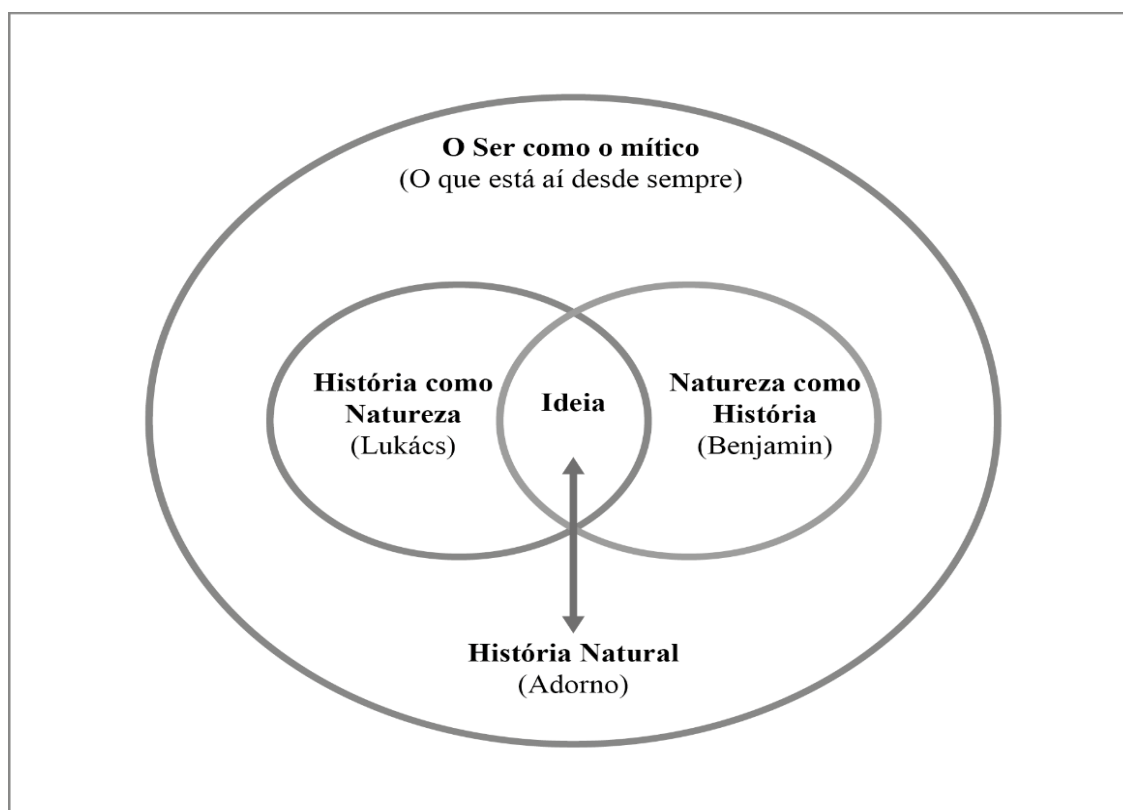 O Ser como o mítico
(O que está aí desde sempre)
História como
Natureza
(Lukács)
Ideia
Natureza como
História
(Benjamin)
História Natural
(Adorno)